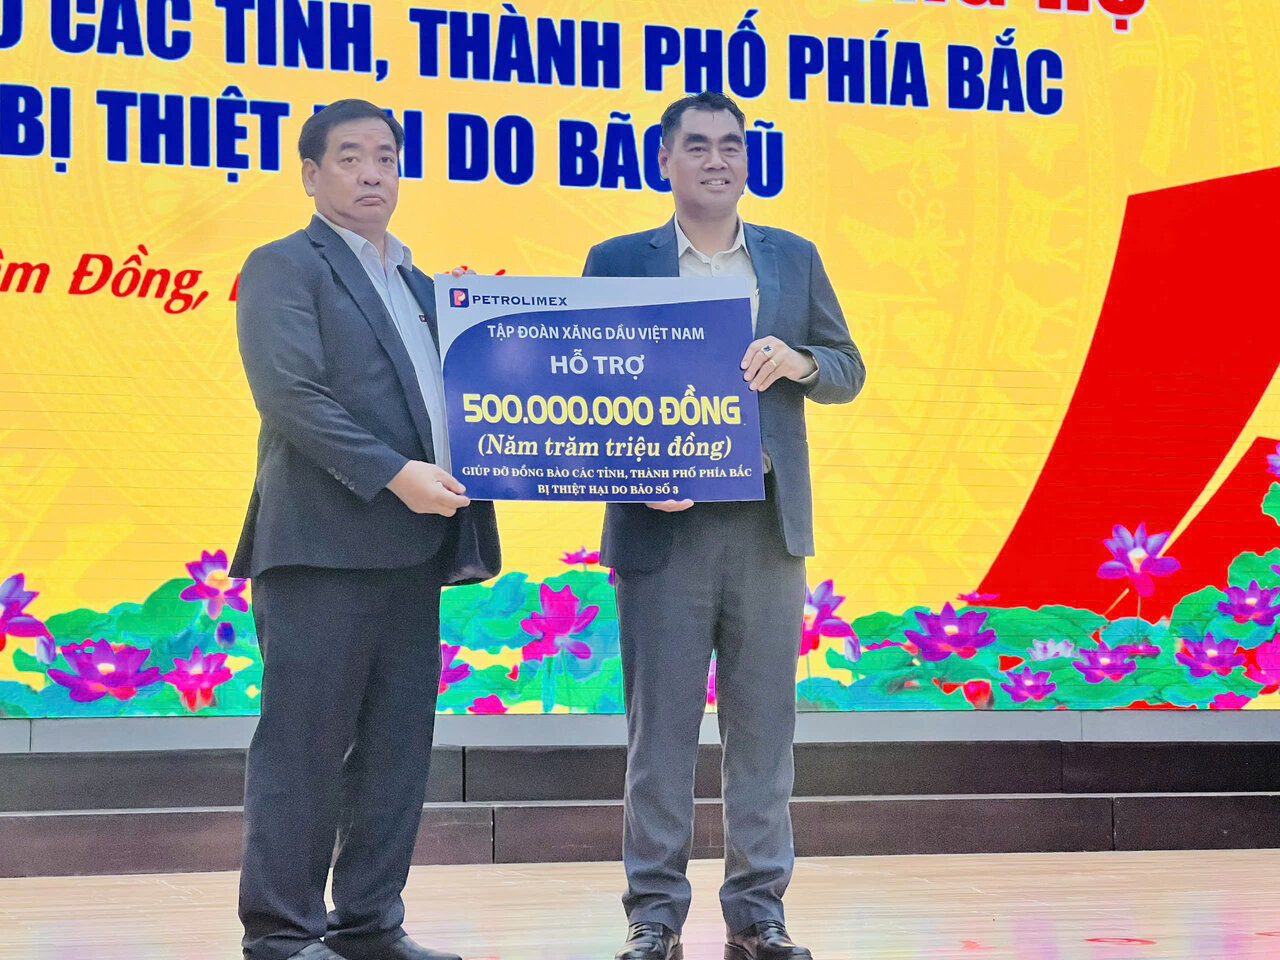 HỘ
CÁC TỈNH, THÀNH PHỐ PHÍA BẮC
BỊ THIỆT DO BÃO LŨ
Đồng,
PETROLIMEX
TẬP ĐOÀN XĂNG DẦU VIỆT NAM
HỖ TRỢ
500.000.000 ĐỒNG
(Năm trăm triệu đồng)
GIÚP ĐỠ ĐỒNG BÀO CÁC TỈNH, THÀNH PHỐ PHÍA BẮC
BỊ THIỆT HẠI DO BÃO SỐ 3